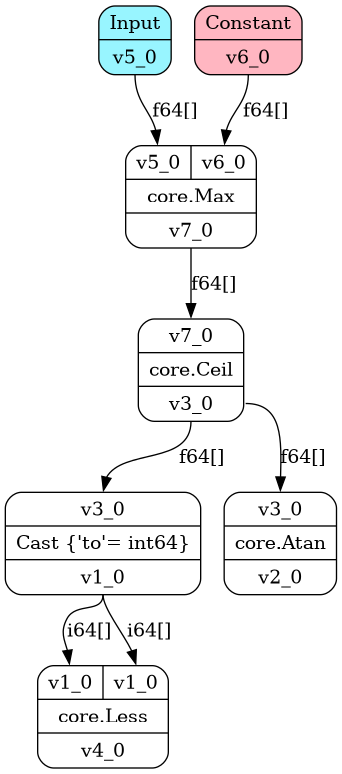 Input
v5_0
Constant
v6_0
f64[]
f64[]
v5_0 v6_0
core.Max
v7_0
f64[]
v7_0
core.Ceil
v3_0
f64[]
f64[]
v3_0
Cast {'to'= int64}
v1_0
v3_0
core.Atan
v2_0
i64[]
i64[]
v1_0 v1_0
core.Less
v4_0